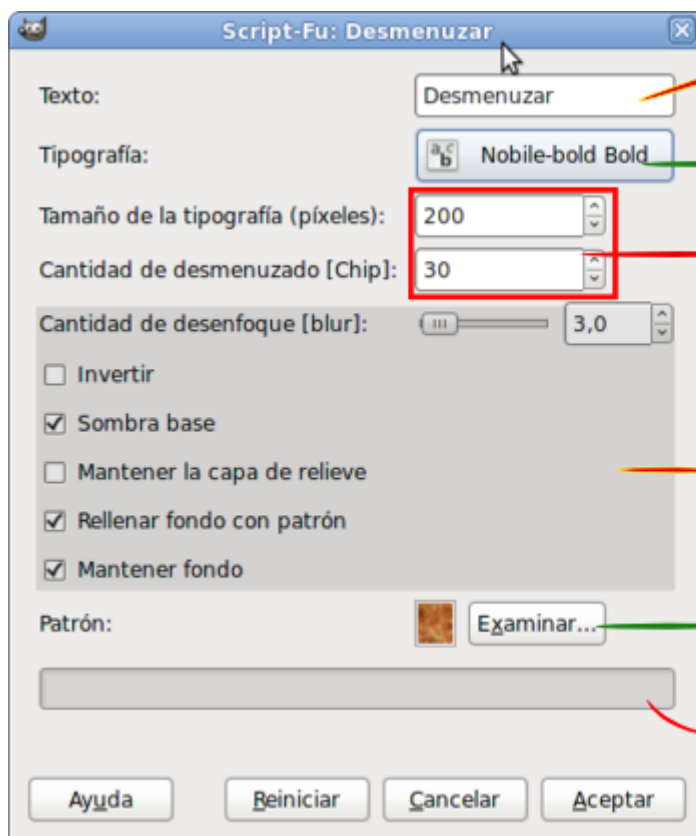 Script-Fu: Desmenuzar
Texto: Desmenuzar
Tipografía: abc Nobile-bold Bold
Tamaño de la tipografía (píxeles): 200
Cantidad de desmenuzado [Chip]: 30
Cantidad de desenfoque [blur]: 3,0
Invertir
Sombra base
Mantener la capa de relieve
Rellenar fondo con patrón
Mantener fondo
Patrón: Examinar...
Ayuda Reiniciar Cancelar Aceptar